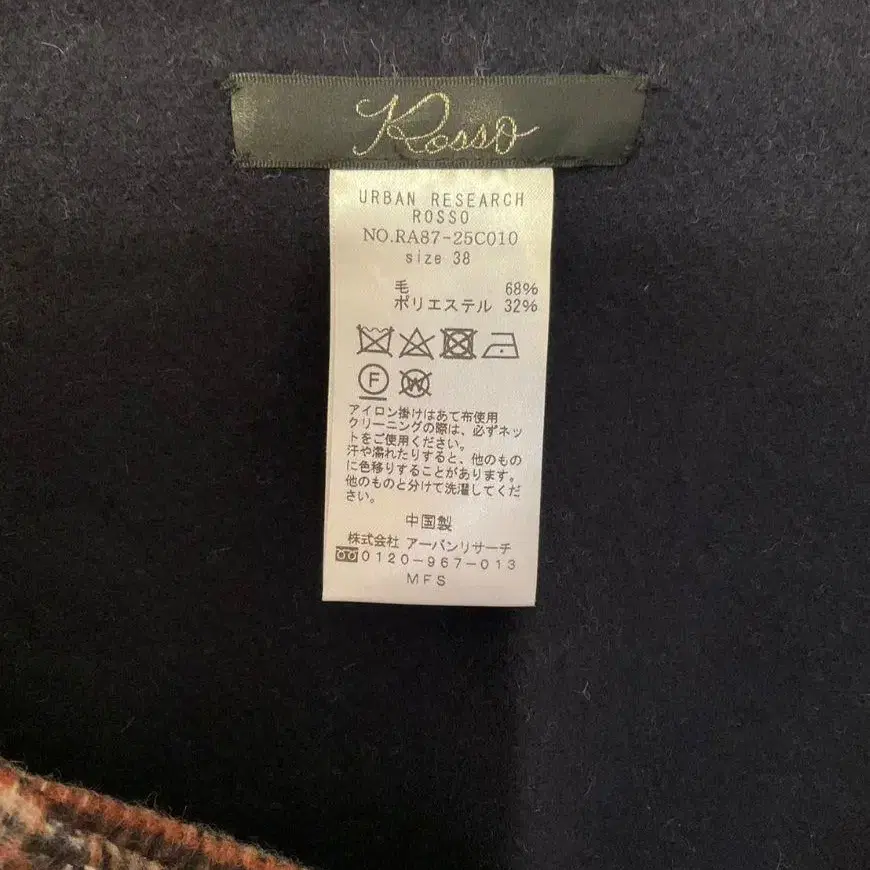 Rosso
URBAN RESEARCH
ROSSO
NO.RA87-25C010
size 38
毛 68%
ポリエステル 32%
F
W
アイロン掛けはあて布使用
クリーニングの際は、必ずネッ
トをご使用ください。
汗や濡れたりすると、他のもの
に色移りすることがあります。
他のものと分けて洗濯してくだ
さい。
中国製
株式会社 アーバンリサーチ
0120-967-013
MFS